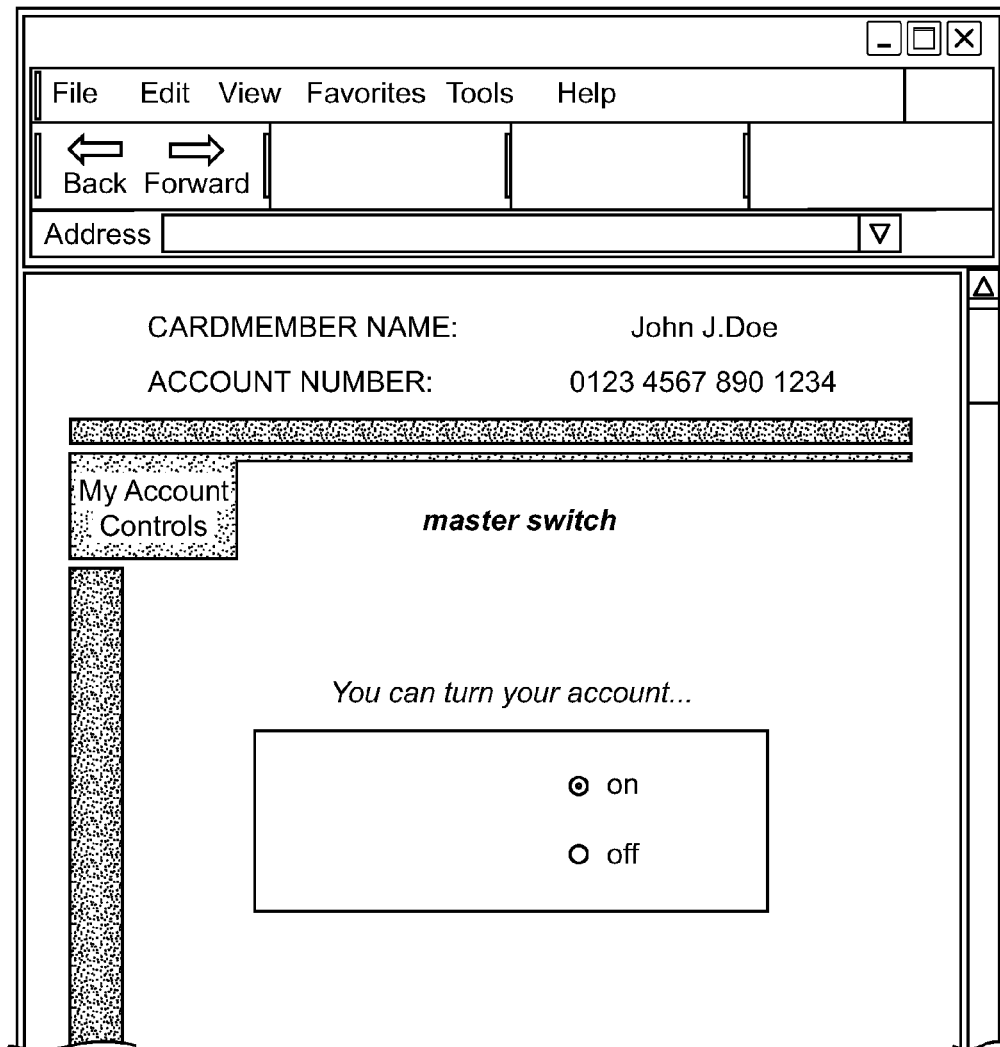 File Edit View Favorites Tools Help
Back Forward
Address
CARDMEMBER NAME: John J.Doe
ACCOUNT NUMBER: 0123 4567 890 1234
My Account
Controls
master switch
You can turn your account...
on
off